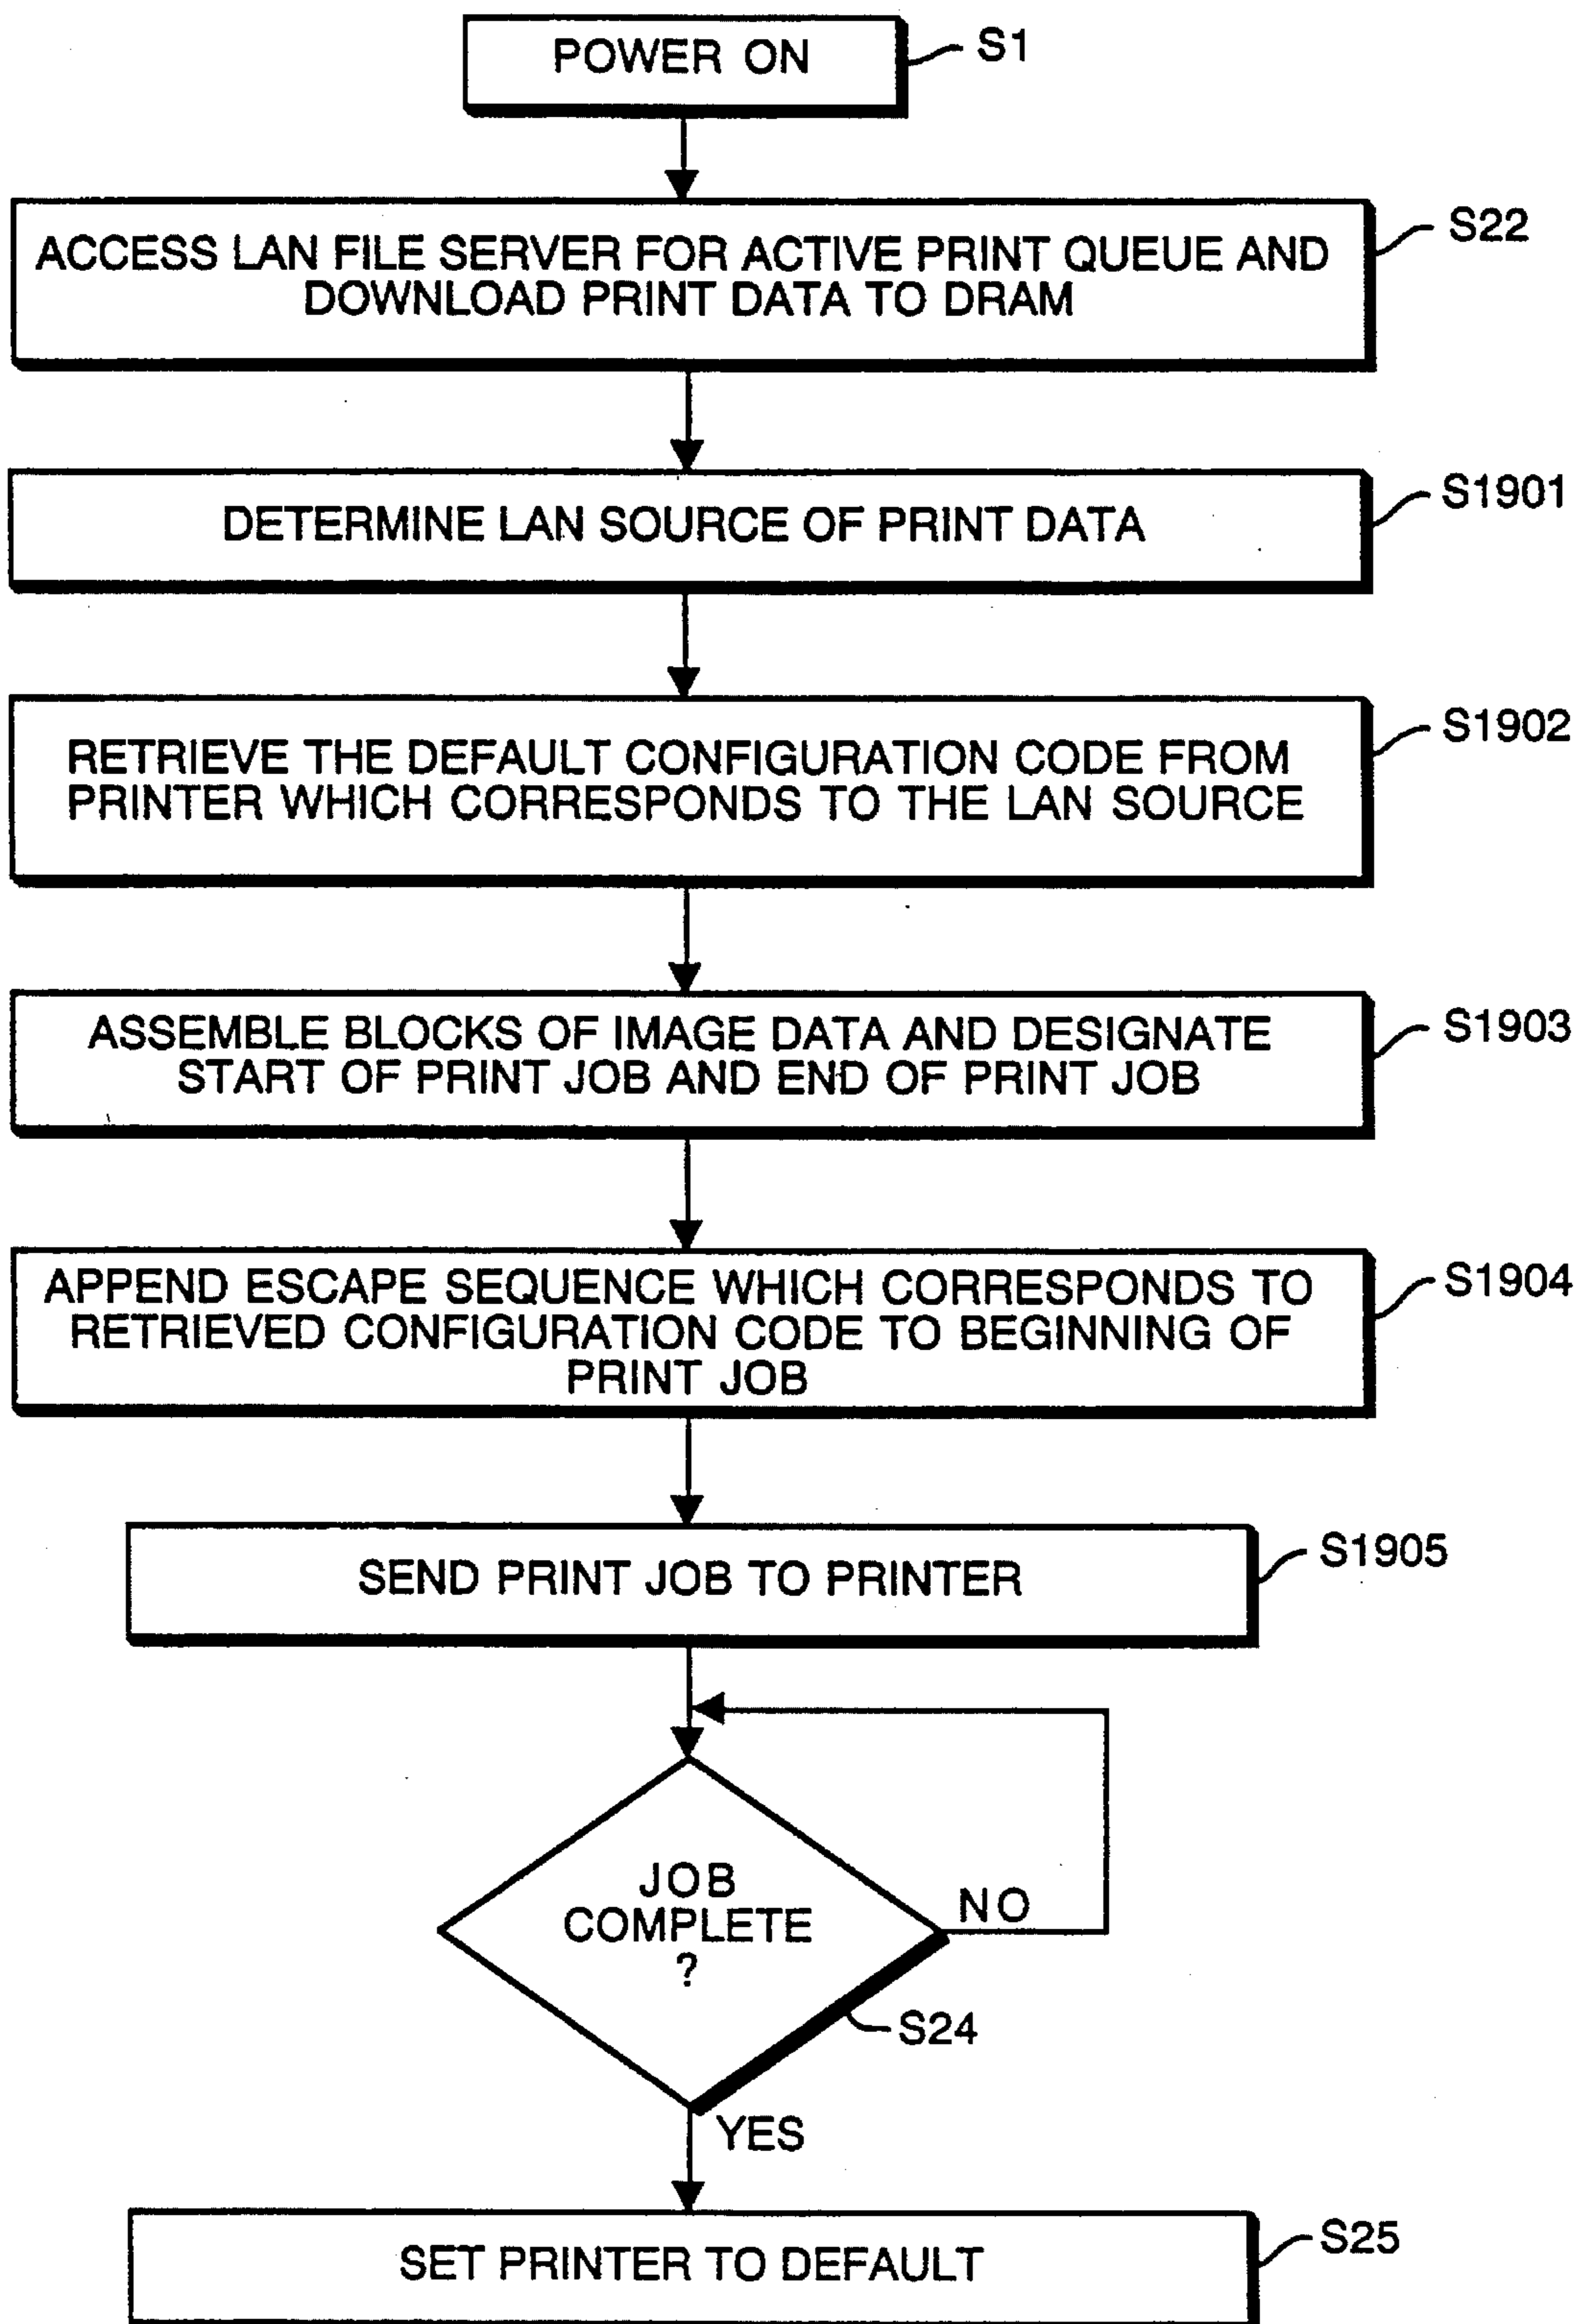 POWER ON
S1
ACCESS LAN FILE SERVER FOR ACTIVE PRINT QUEUE AND
DOWNLOAD PRINT DATA TO DRAM
S22
DETERMINE LAN SOURCE OF PRINT DATA
S1901
RETRIEVE THE DEFAULT CONFIGURATION CODE FROM
PRINTER WHICH CORRESPONDS TO THE LAN SOURCE
S1902
ASSEMBLE BLOCKS OF IMAGE DATA AND DESIGNATE
START OF PRINT JOB AND END OF PRINT JOB
S1903
APPEND ESCAPE SEQUENCE WHICH CORRESPONDS TO
RETRIEVED CONFIGURATION CODE TO BEGINNING OF
PRINT JOB
S1904
SEND PRINT JOB TO PRINTER
S1905
JOB
COMPLETE
?
NO
S24
YES
SET PRINTER TO DEFAULT
S25